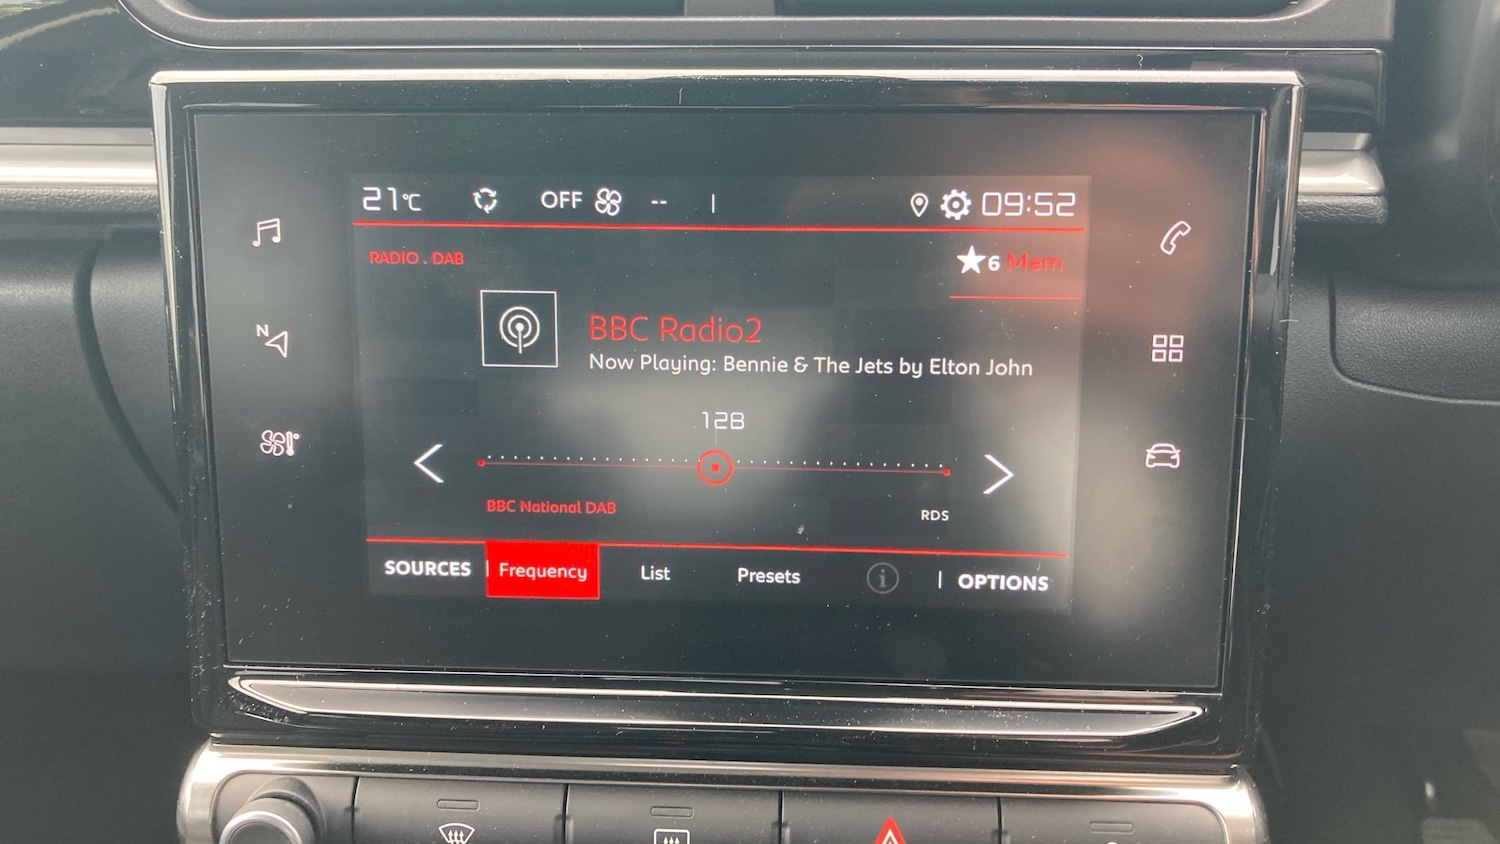 21°C OFF -- | 09:52
RADIO . DAB
6 Mem
BBC Radio2
Now Playing: Bennie & The Jets by Elton John
12B
BBC National DAB
RDS
SOURCES | Frequency List Presets i | OPTIONS
N